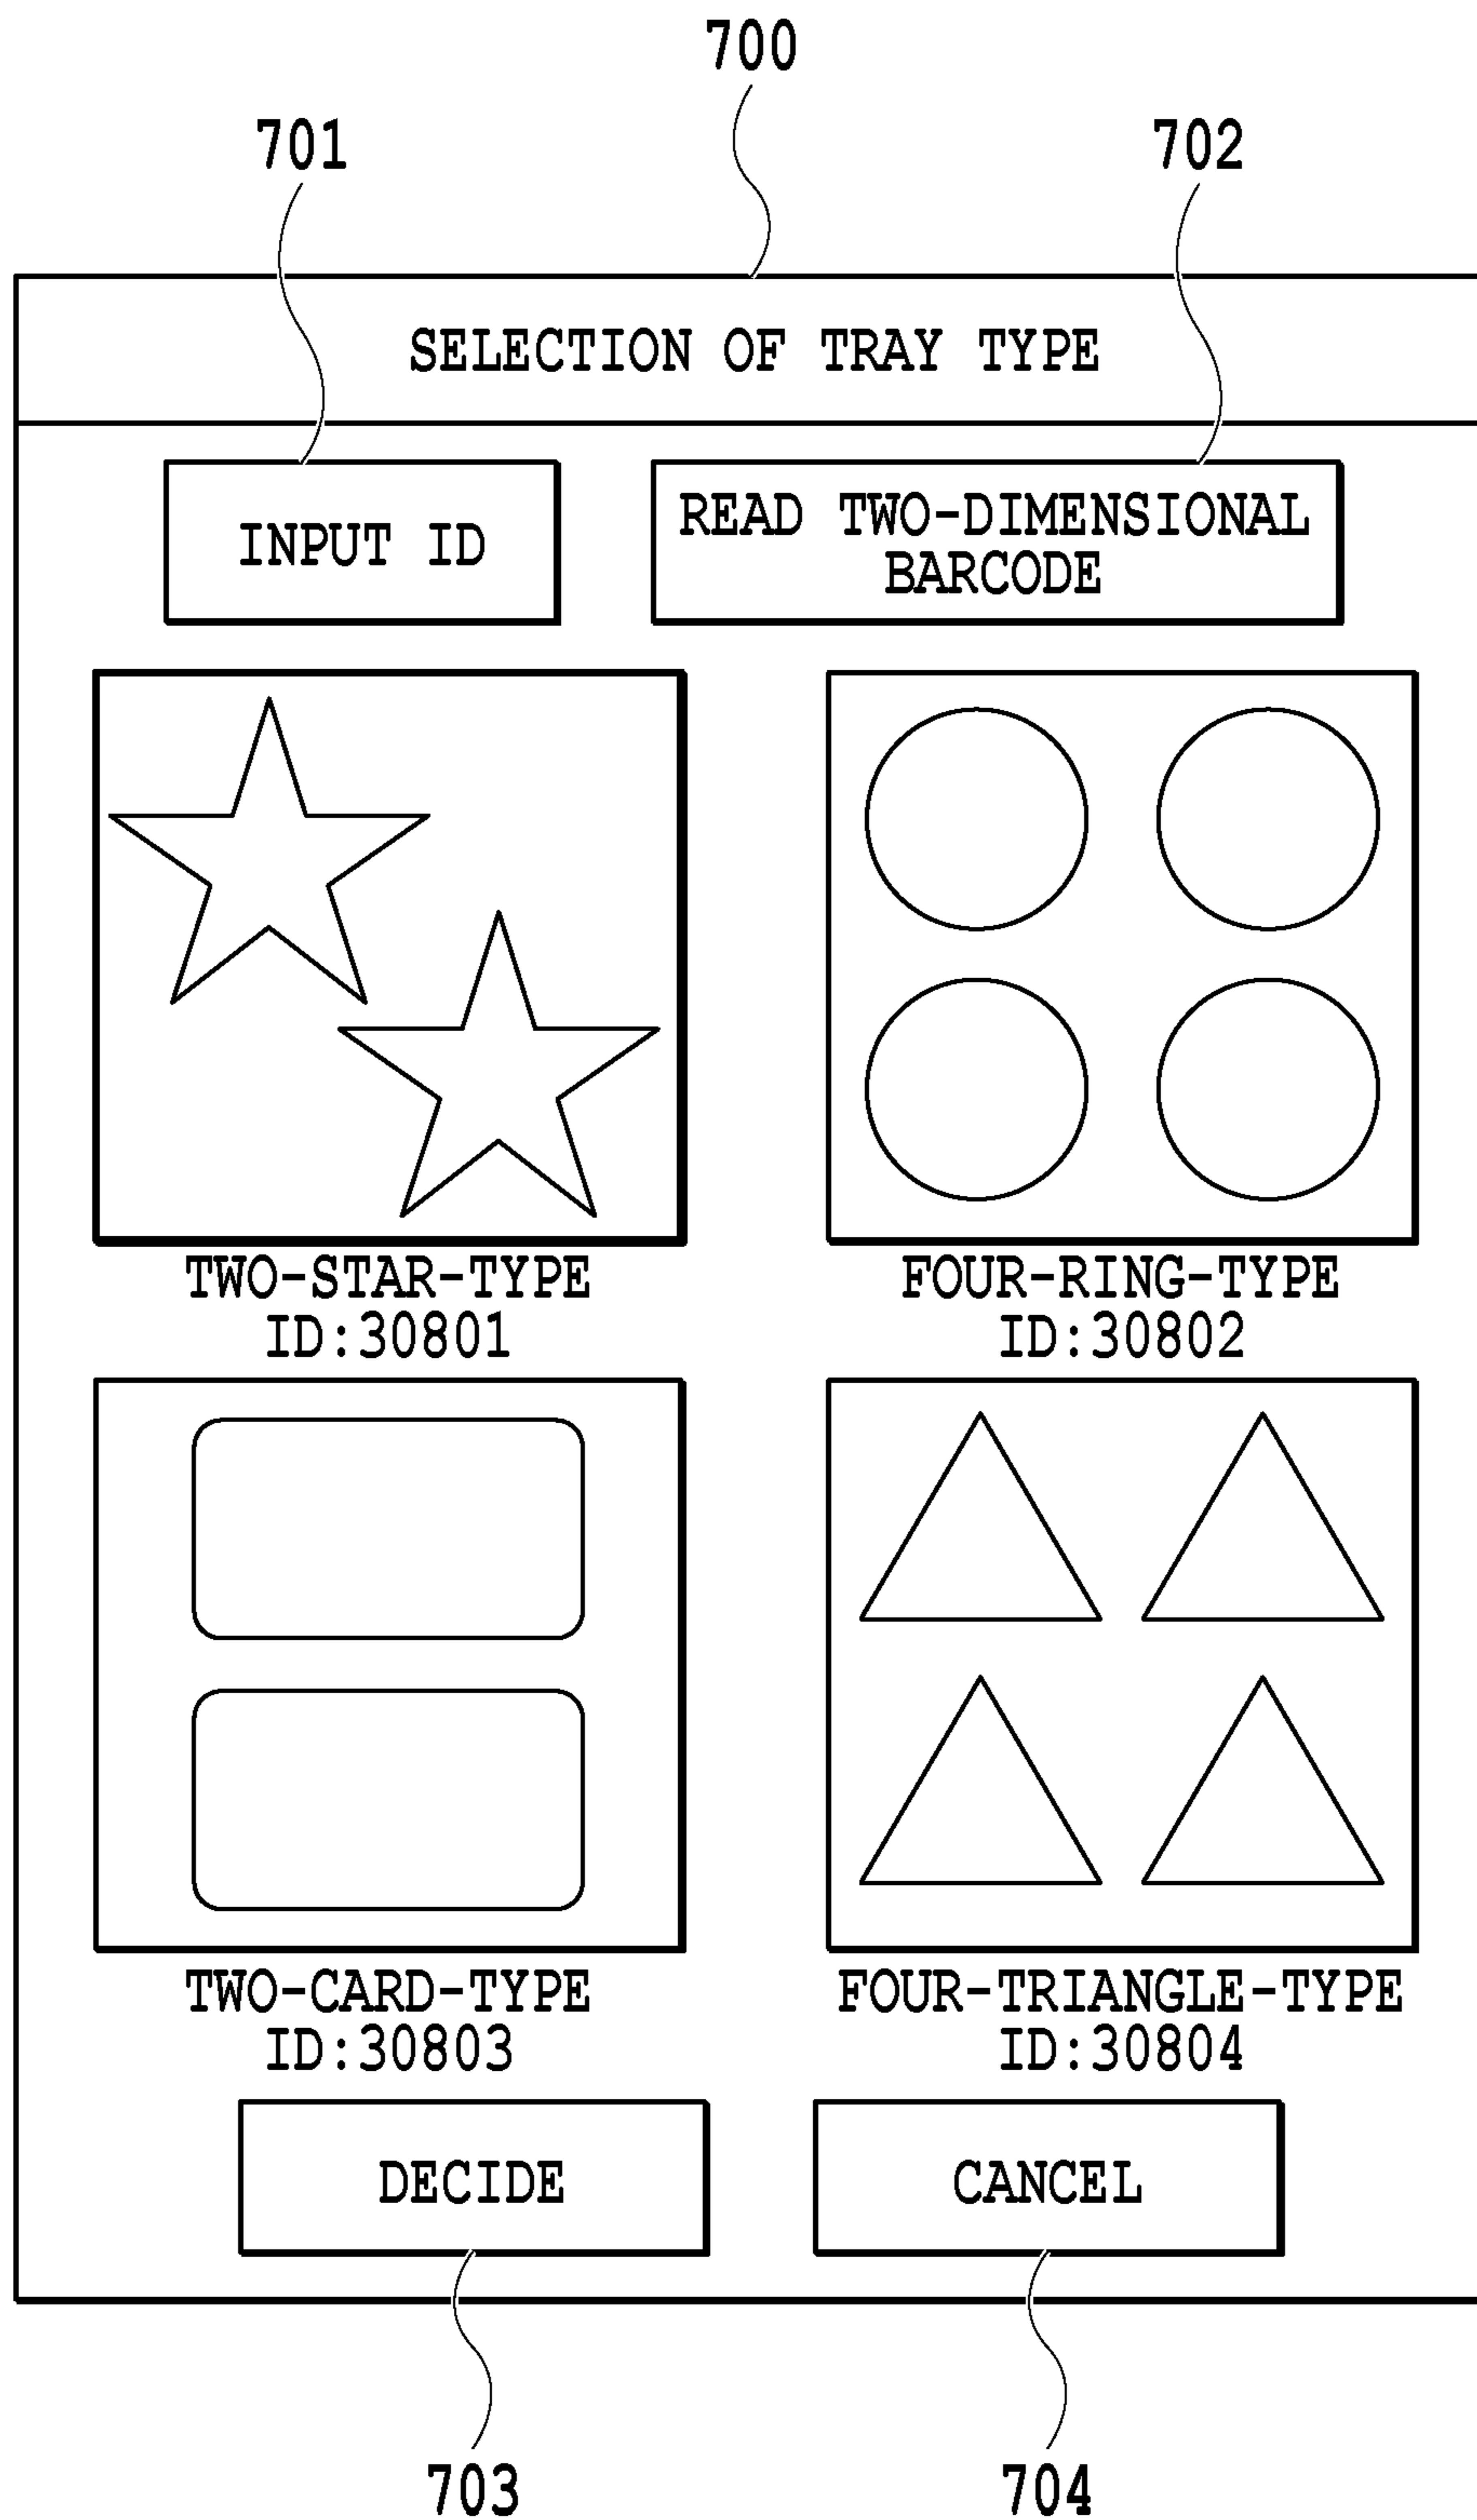 700
701
702
SELECTION OF TRAY TYPE
INPUT ID
READ TWO-DIMENSIONAL
BARCODE
TWO-STAR-TYPE
ID:30801
FOUR-RING-TYPE
ID:30802
TWO-CARD-TYPE
ID:30803
FOUR-TRIANGLE-TYPE
ID:30804
DECIDE
CANCEL
703
704